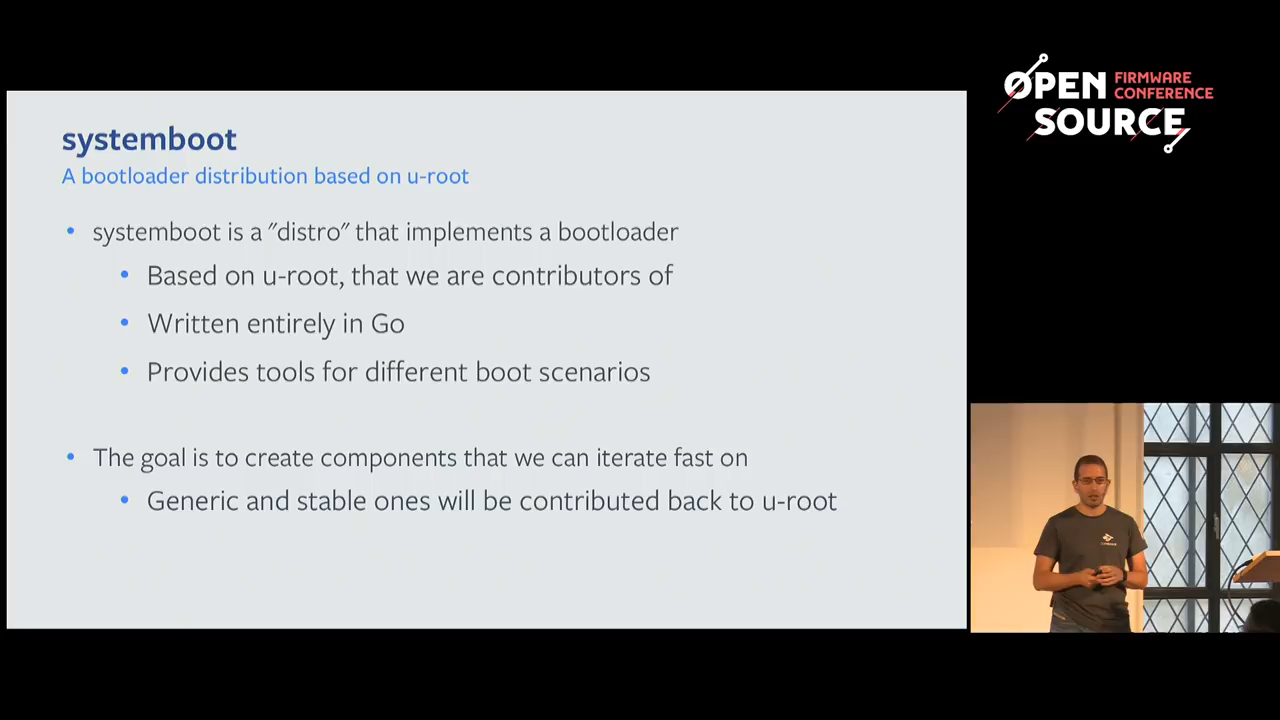 systemboot
A bootloader distribution based on u-root
systemboot is a "distro" that implements a bootloader
Based on u-root, that we are contributors of
Written entirely in Go
Provides tools for different boot scenarios
The goal is to create components that we can iterate fast on
Generic and stable ones will be contributed back to u-root
OPEN FIRMWARE
CONFERENCE
SOURCE